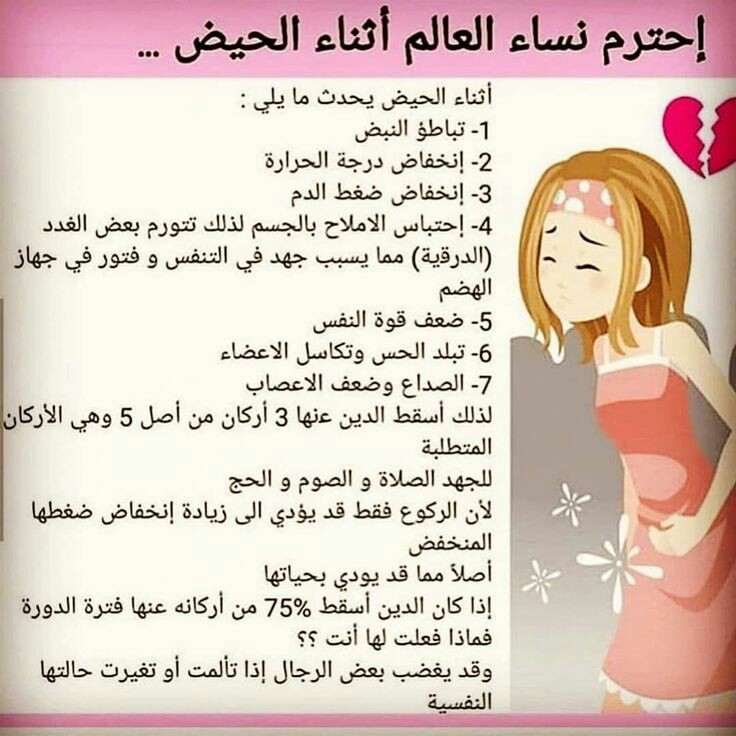 إحترم نساء العالم أثناء الحيض ...
أثناء الحيض يحدث ما يلي :
1- تباطؤ النبض
2- إنخفاض درجة الحرارة
3- إنخفاض ضغط الدم
4- إحتباس الاملاح بالجسم لذلك تتورم بعض الغدد
(الدرقية) مما يسبب جهد في التنفس و فتور في جهاز
الهضم
5- ضعف قوة النفس
6- تبلد الحس وتكاسل الاعضاء
7- الصداع وضعف الاعصاب
لذلك أسقط الدين عنها 3 أركان من أصل 5 وهي الأركان
المتطلبة
للجهد الصلاة و الصوم و الحج
لأن الركوع فقط قد يؤدي الى زيادة إنخفاض ضغطها
المنخفض
أصلاً مما قد يودي بحياتها
إذا كان الدين أسقط 75% من أركانه عنها فترة الدورة
فماذا فعلت لها أنت ؟؟
وقد يغضب بعض الرجال إذا تألمت أو تغيرت حالتها
النفسية